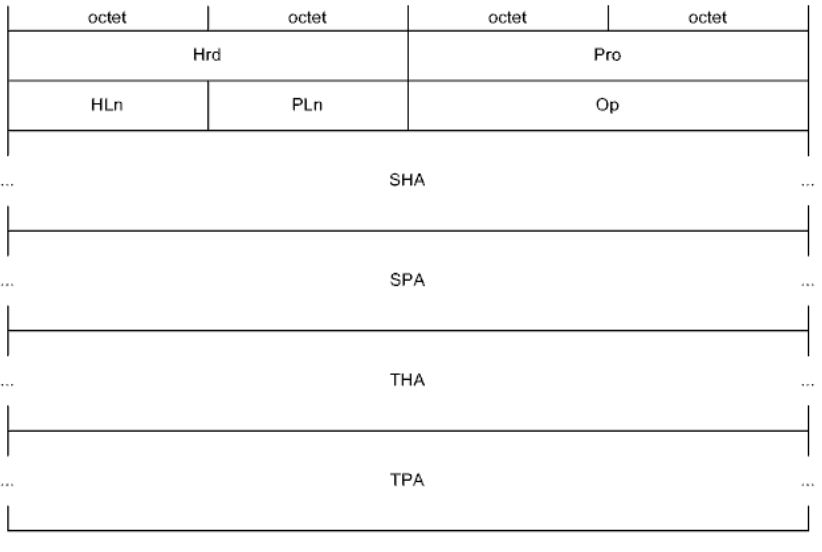 octet octet octet octet
Hrd Pro
HLn PLn Op
... SHA ...
... SPA ...
... THA ...
... TPA ...